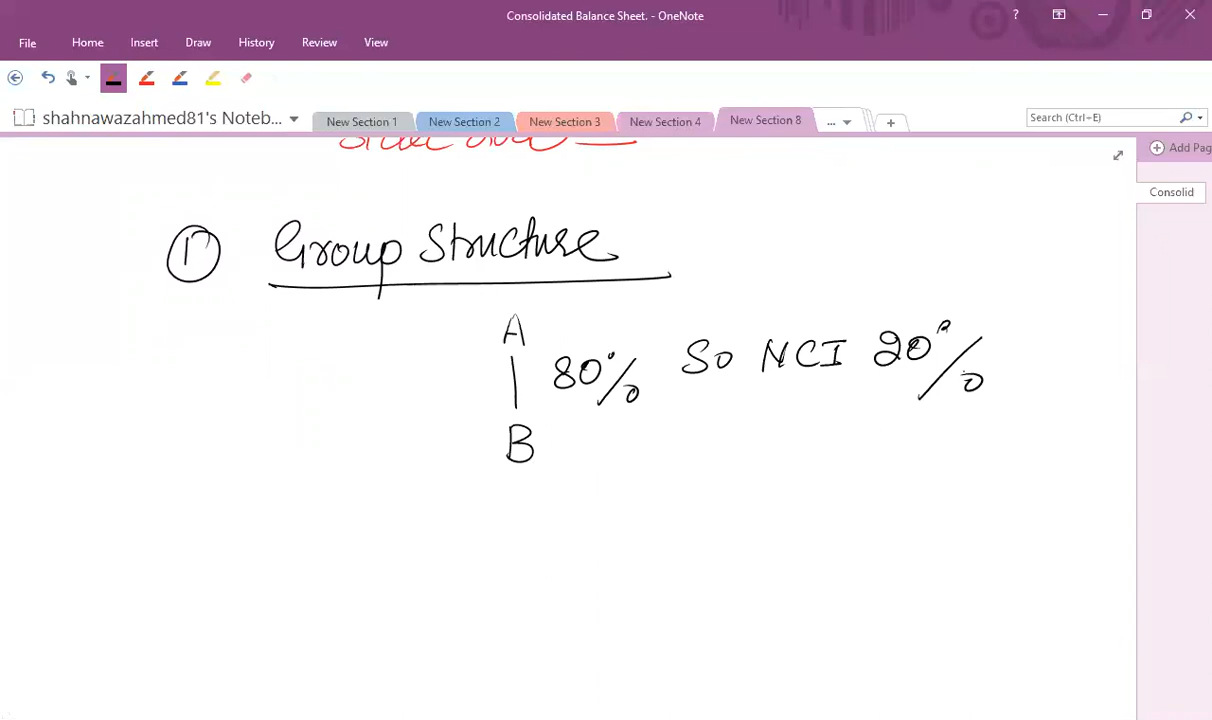 Consolidated Balance Sheet. - OneNote
?
File Home Insert Draw History Review View
shahnawazahmed81's Noteb... New Section 1 New Section 2 New Section 3 New Section 4 New Section 8 ... + Search (Ctrl+E)
Add Pag
Consolid
① Group Structure
A
80% So NCI 20%
B